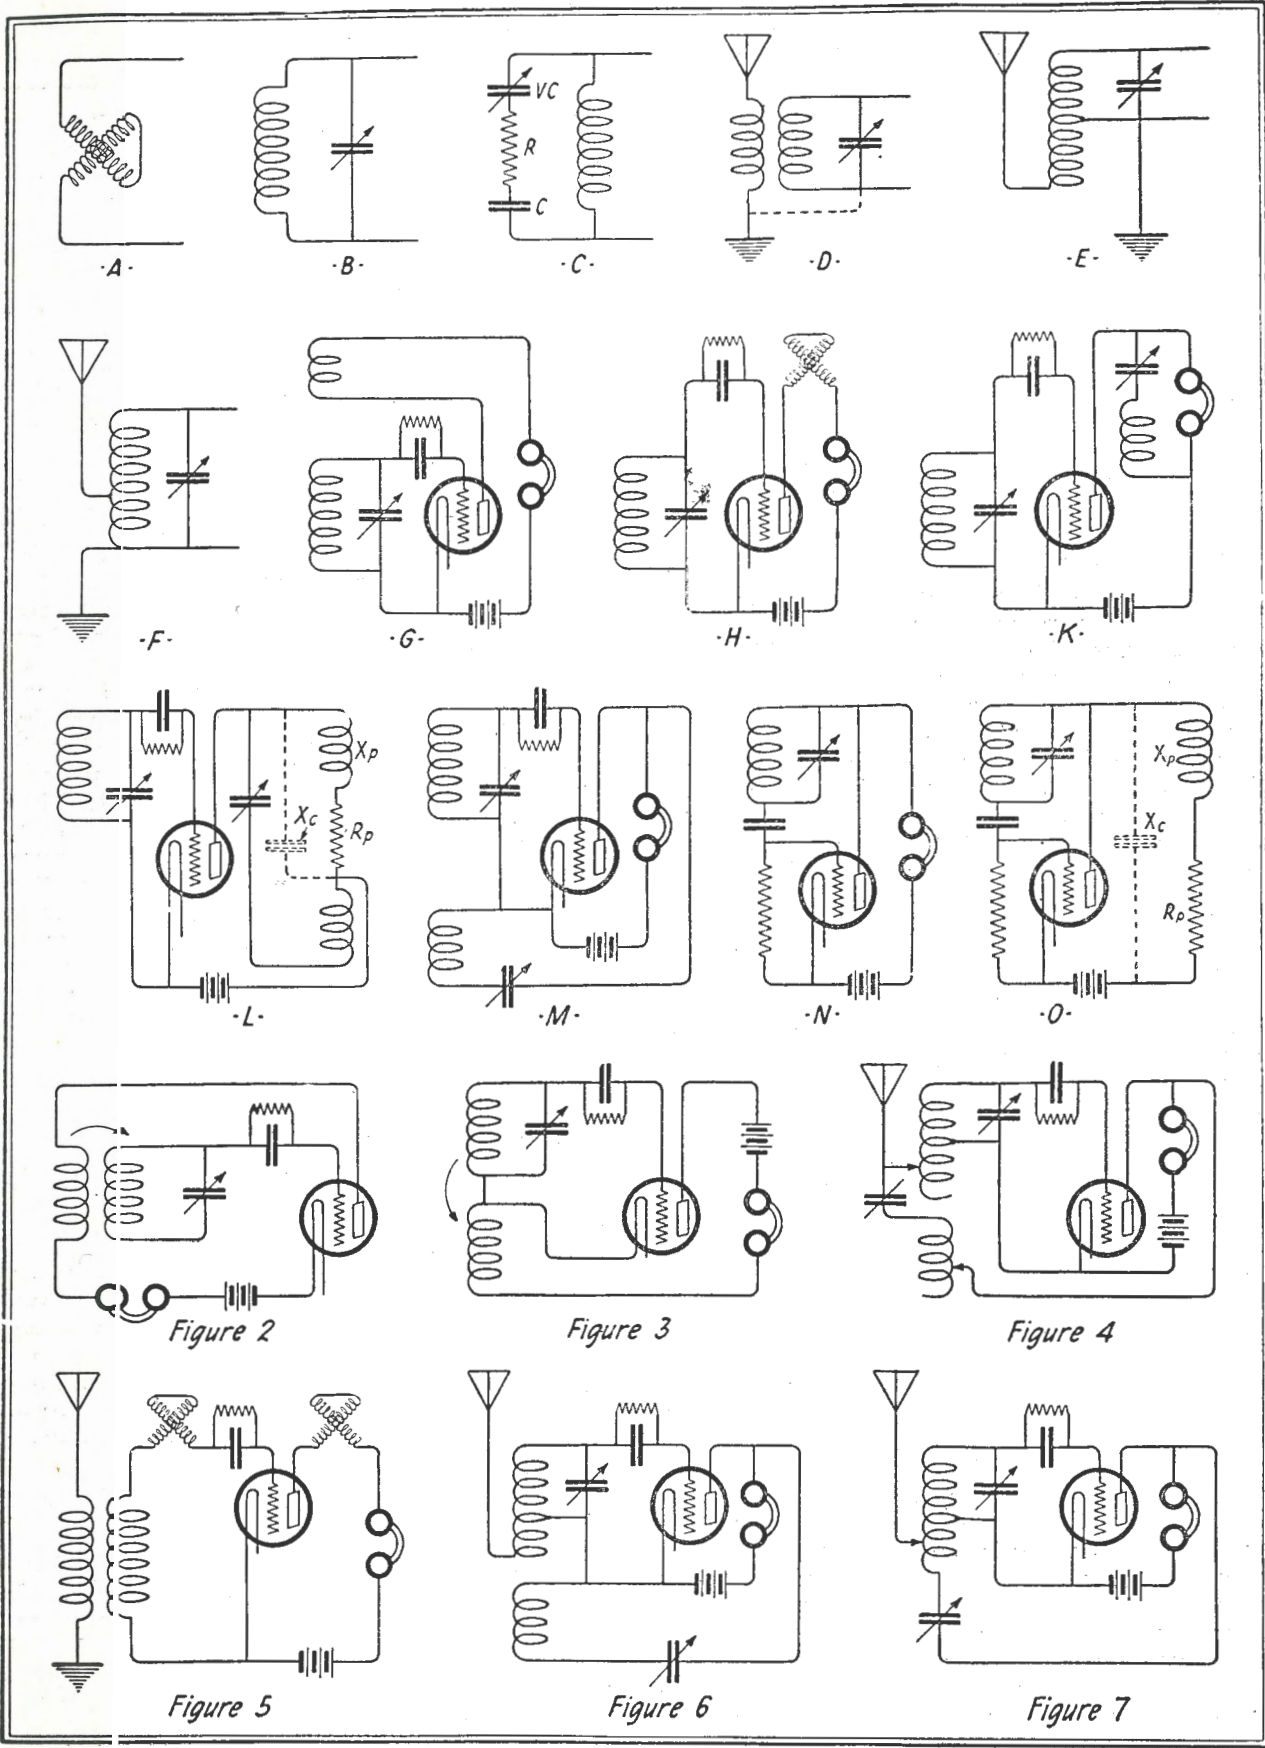 VC
R
C
·A·
·B·
·C·
·D·
·E-
·F-
·G-
·H·
·K-
Xp
Xc
Rp
Xp
Xc
Rp
·L·
·M·
·N·
·O·
Figure 2
Figure 3
Figure 4
Figure 5
Figure 6
Figure 7